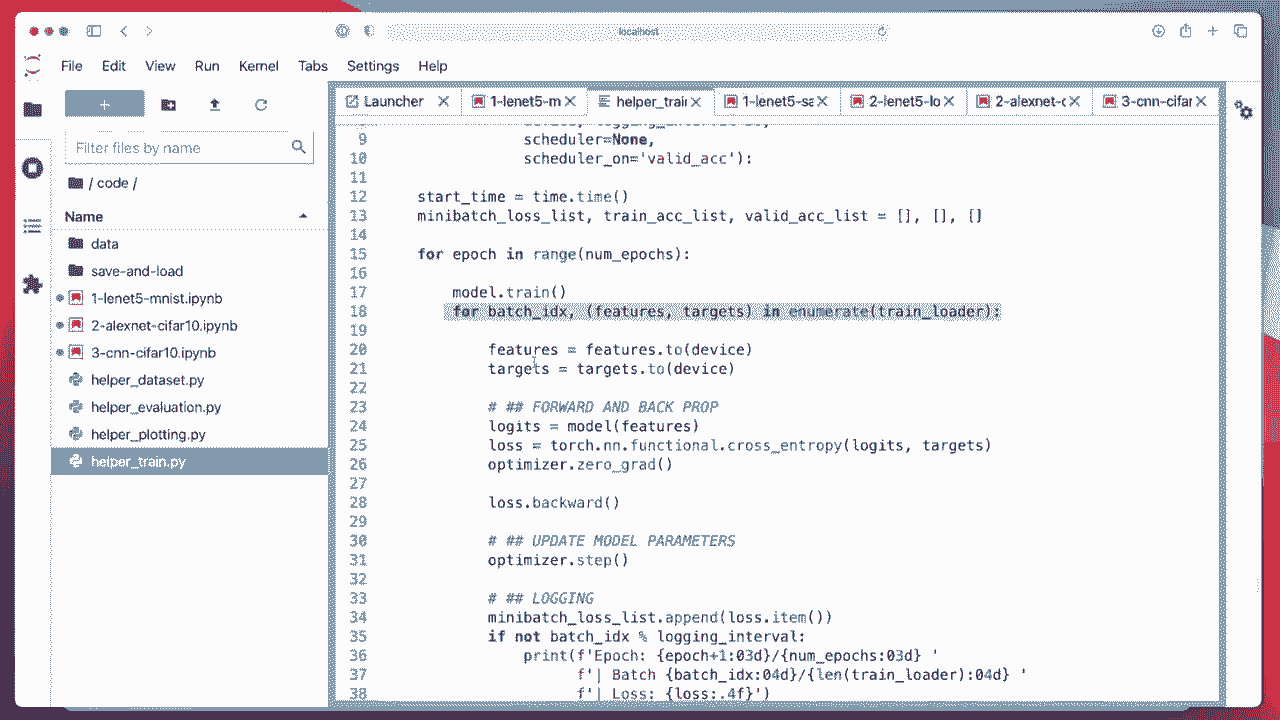 localhost
File Edit View Run Kernel Tabs Settings Help
+
Launcher
1-lenet5-m
helper_trair
1-lenet5-sa
2-lenet5-lo
2-alexnet-c
3-cnn-cifar
Filter files by name
/ code /
Name
data
save-and-load
1-lenet5-mnist.ipynb
2-alexnet-cifar10.ipynb
3-cnn-cifar10.ipynb
helper_dataset.py
helper_evaluation.py
helper_plotting.py
helper_train.py
9 scheduler=None,
10 scheduler_on='valid_acc'):
11
12 start_time = time.time()
13 minibatch_loss_list, train_acc_list, valid_acc_list = [], [], []
14
15 for epoch in range(num_epochs):
16
17 model.train()
18 for batch_idx, (features, targets) in enumerate(train_loader):
19
20 features = features.to(device)
21 targets = targets.to(device)
22
23 # ## FORWARD AND BACK PROP
24 logits = model(features)
25 loss = torch.nn.functional.cross_entropy(logits, targets)
26 optimizer.zero_grad()
27
28 loss.backward()
29
30 # ## UPDATE MODEL PARAMETERS
31 optimizer.step()
32
33 # ## LOGGING
34 minibatch_loss_list.append(loss.item())
35 if not batch_idx % logging_interval:
36 print(f'Epoch: {epoch+1:03d}/{num_epochs:03d} '
37 f'| Batch {batch_idx:04d}/{len(train_loader):04d} '
38 f'| Loss: {loss:.4f}')